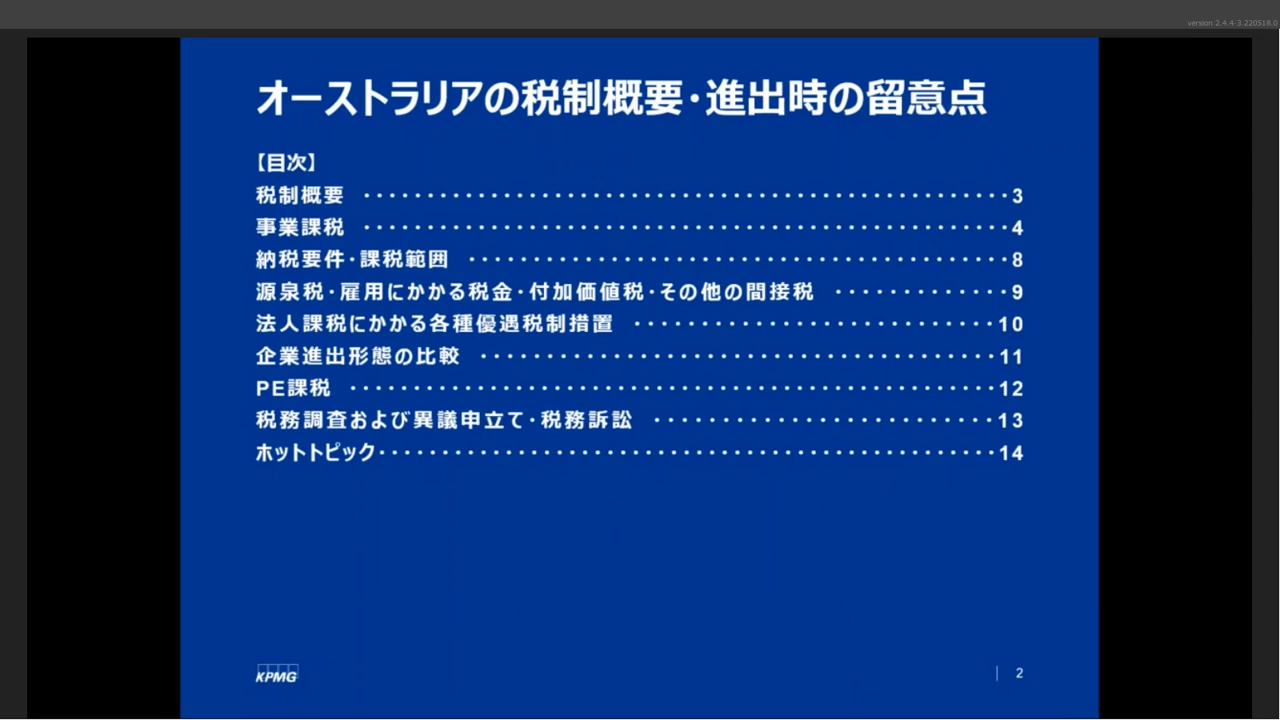 version 2.4.4-3.220518.0
オーストラリアの税制概要・進出時の留意点
【目次】
税制概要 ・・・・・・・・・・・・・・・・・・・・・・・・・・・・・・・・・・・・・・・・・・・・・・・・・・・3
事業課税 ・・・・・・・・・・・・・・・・・・・・・・・・・・・・・・・・・・・・・・・・・・・・・・・・・・・4
納税要件・課税範囲 ・・・・・・・・・・・・・・・・・・・・・・・・・・・・・・・・・・・・・・・・・・・8
源泉税・雇用にかかる税金・付加価値税・その他の間接税 ・・・・・・・・・・・・・9
法人課税にかかる各種優遇税制措置 ・・・・・・・・・・・・・・・・・・・・・・・・・・・・・10
企業進出形態の比較 ・・・・・・・・・・・・・・・・・・・・・・・・・・・・・・・・・・・・・・・・・11
PE課税 ・・・・・・・・・・・・・・・・・・・・・・・・・・・・・・・・・・・・・・・・・・・・・・・・・・・12
税務調査および異議申立て・税務訴訟 ・・・・・・・・・・・・・・・・・・・・・・・・・・・13
ホットトピック・・・・・・・・・・・・・・・・・・・・・・・・・・・・・・・・・・・・・・・・・・・・・・・・・14
KPMG
2